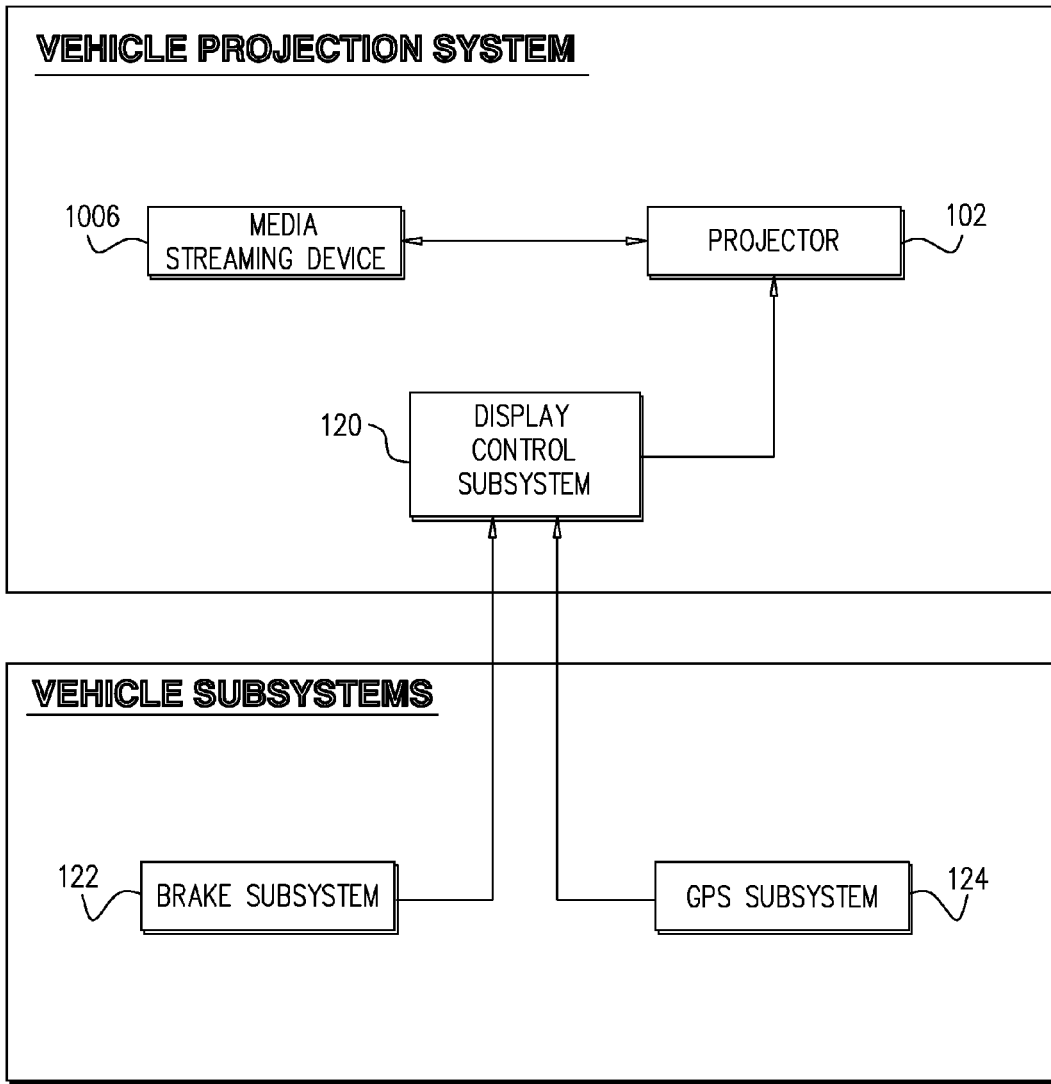 VEHICLE PROJECTION SYSTEM
1006
MEDIA
STREAMING DEVICE
PROJECTOR
102
120
DISPLAY
CONTROL
SUBSYSTEM
VEHICLE SUBSYSTEMS
122
BRAKE SUBSYSTEM
GPS SUBSYSTEM
124